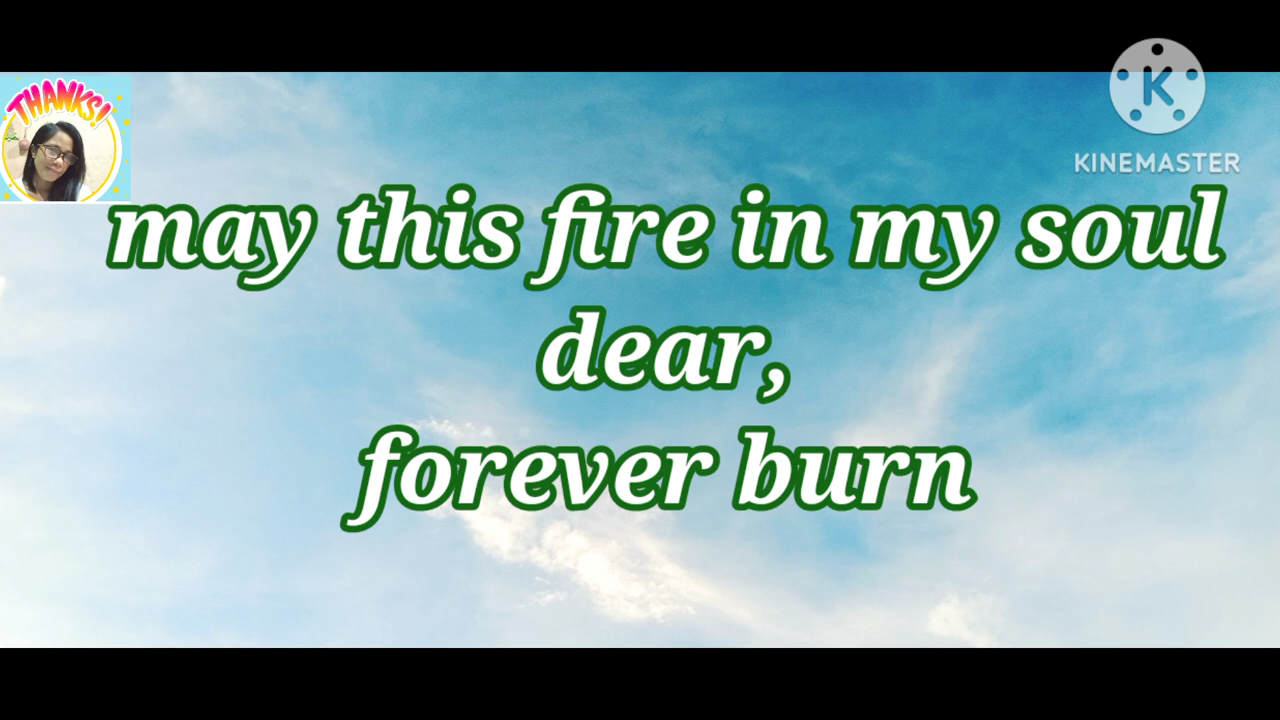 THANKS!
KINEMASTER
may this fire in my soul
dear,
forever burn